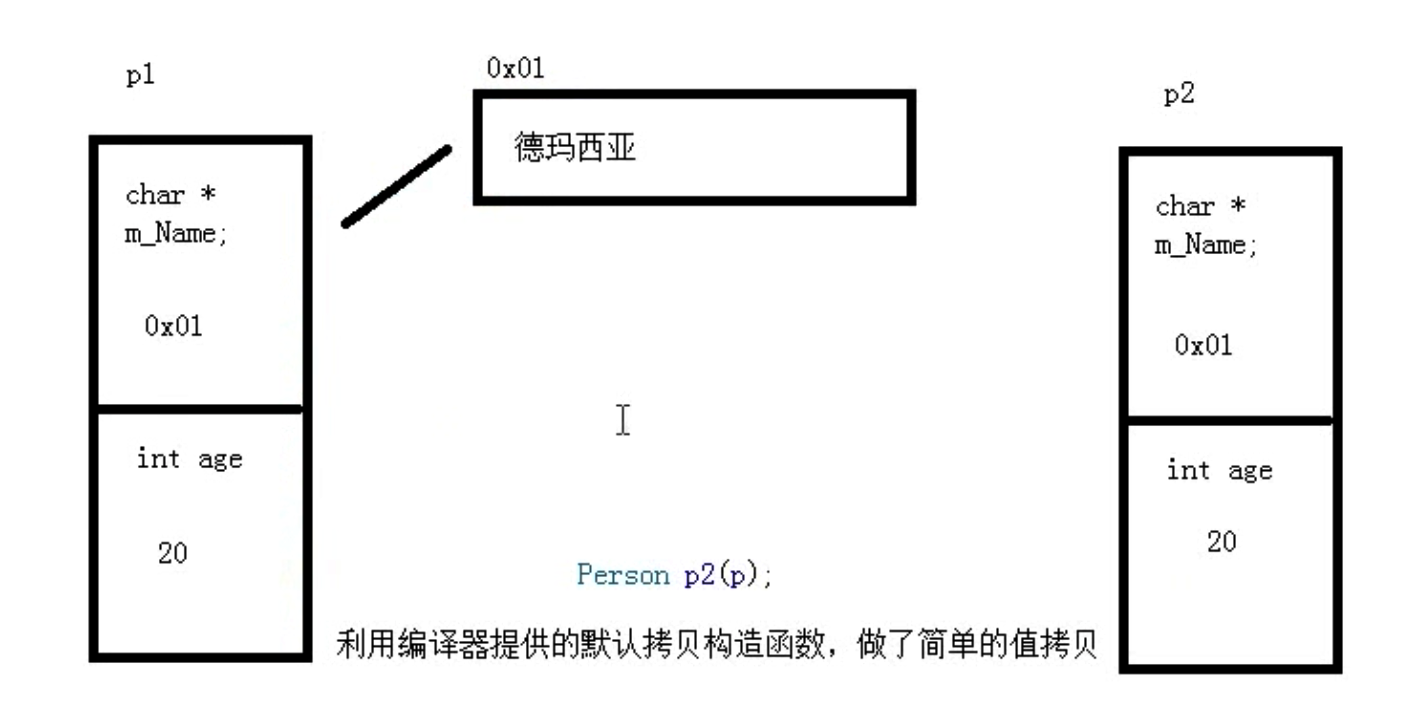 p1
char *
m_Name;
0x01
int age
20
0x01
德玛西亚
p2
char *
m_Name;
0x01
int age
20
Person p2(p);
利用编译器提供的默认拷贝构造函数，做了简单的值拷贝